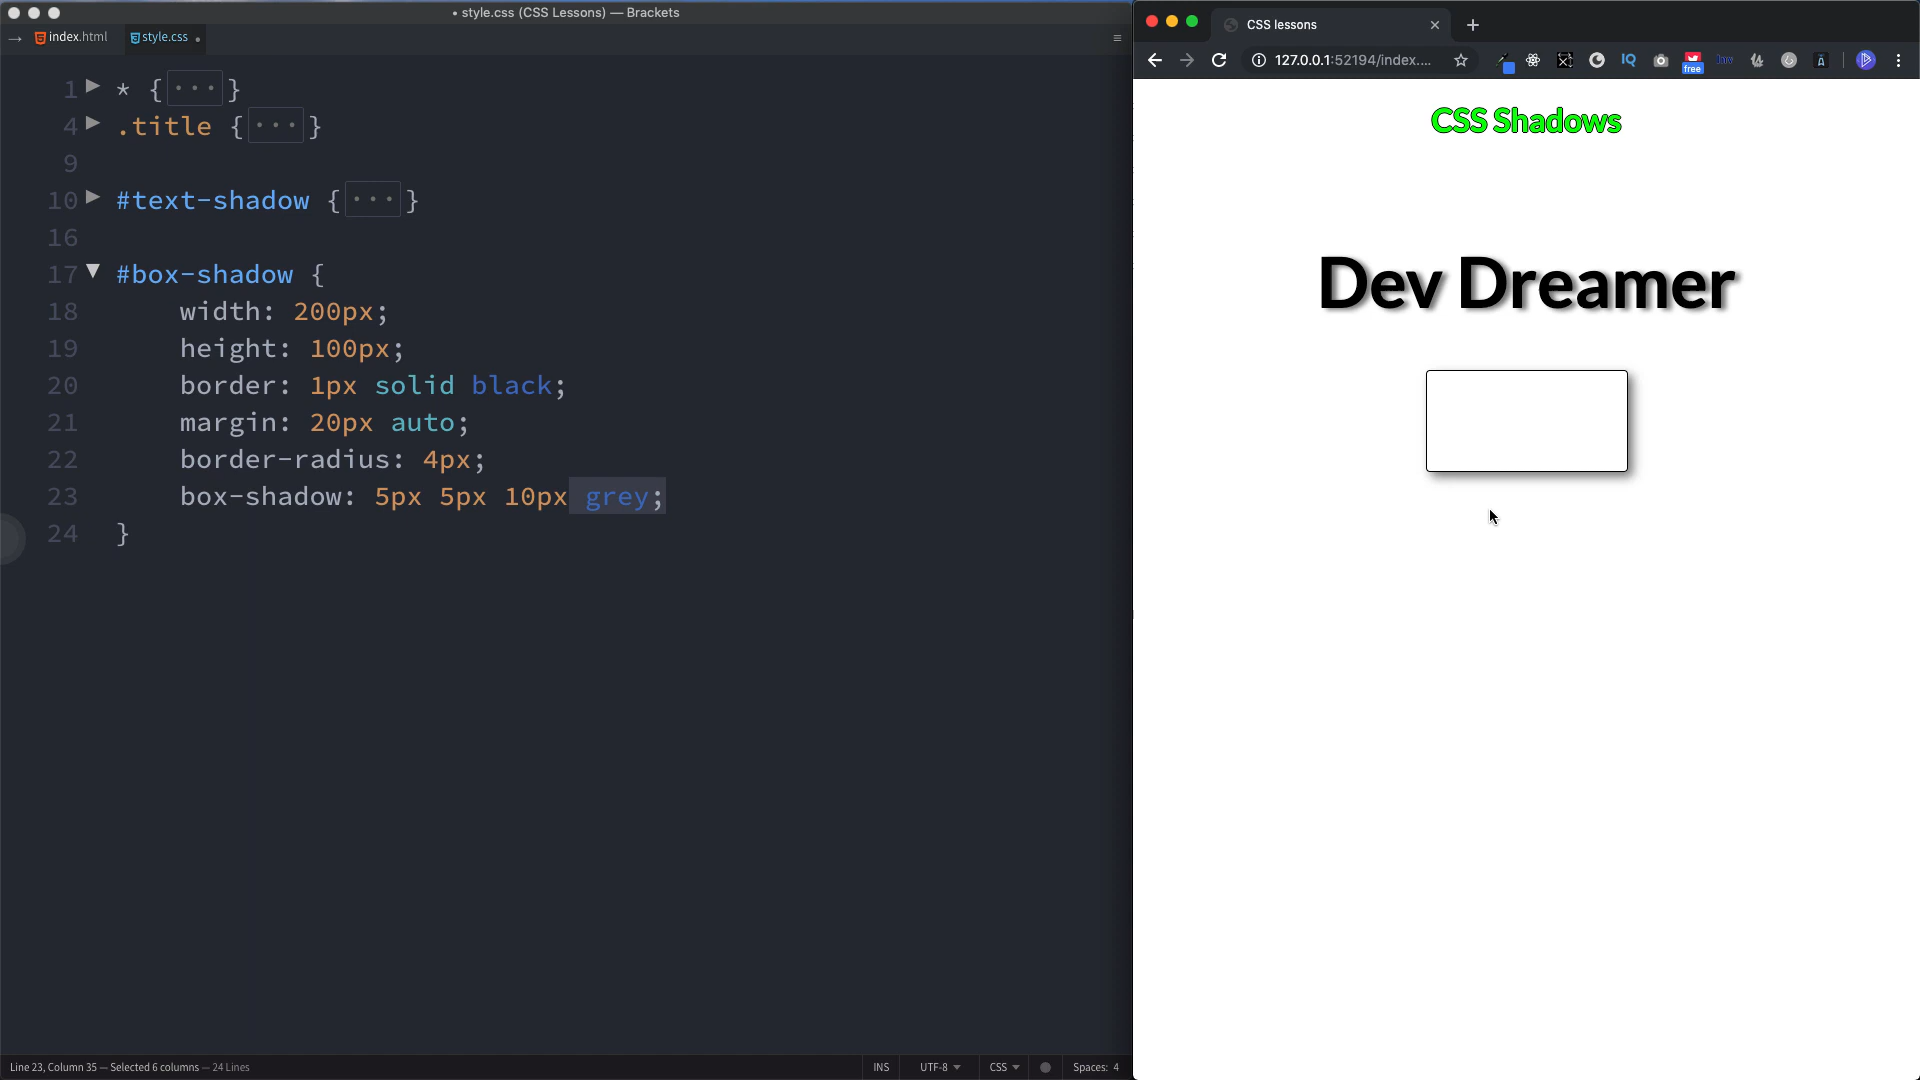 • style.css (CSS Lessons) — Brackets
index.html
style.css •
1 * {...}
4 .title {...}
9
10 #text-shadow {...}
16
17 #box-shadow {
18 width: 200px;
19 height: 100px;
20 border: 1px solid black;
21 margin: 20px auto;
22 border-radius: 4px;
23 box-shadow: 5px 5px 10px grey;
24 }
Line 23, Column 35 — Selected 6 columns — 24 Lines
INS
UTF-8
CSS
Spaces: 4
CSS lessons
127.0.0.1:52194/index....
IQ
free
CSS Shadows
Dev Dreamer